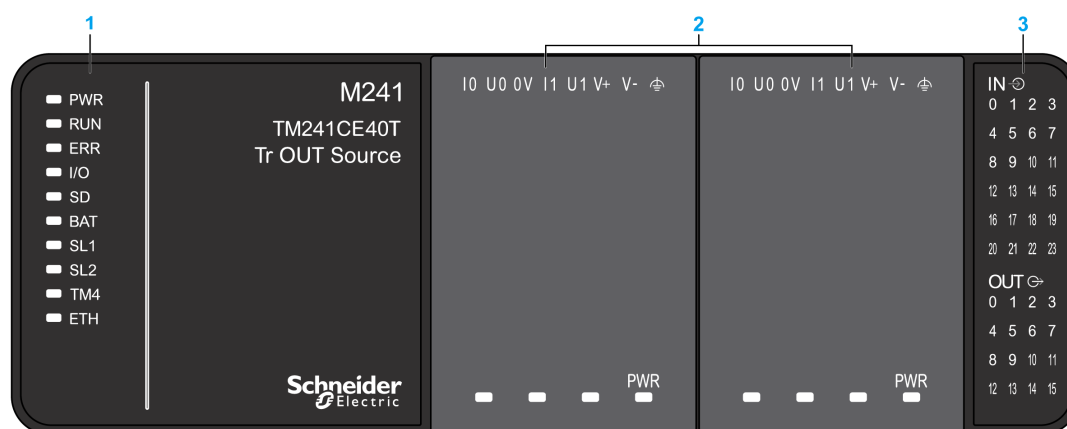 1
2
3
PWR
RUN
ERR
I/O
SD
BAT
SL1
SL2
TM4
ETH
M241
TM241CE40T
Tr OUT Source
Schneider
Electric
I0 U0 0V I1 U1 V+ V-
PWR
I0 U0 0V I1 U1 V+ V-
PWR
IN
0 1 2 3
4 5 6 7
8 9 10 11
12 13 14 15
16 17 18 19
20 21 22 23
OUT
0 1 2 3
4 5 6 7
8 9 10 11
12 13 14 15